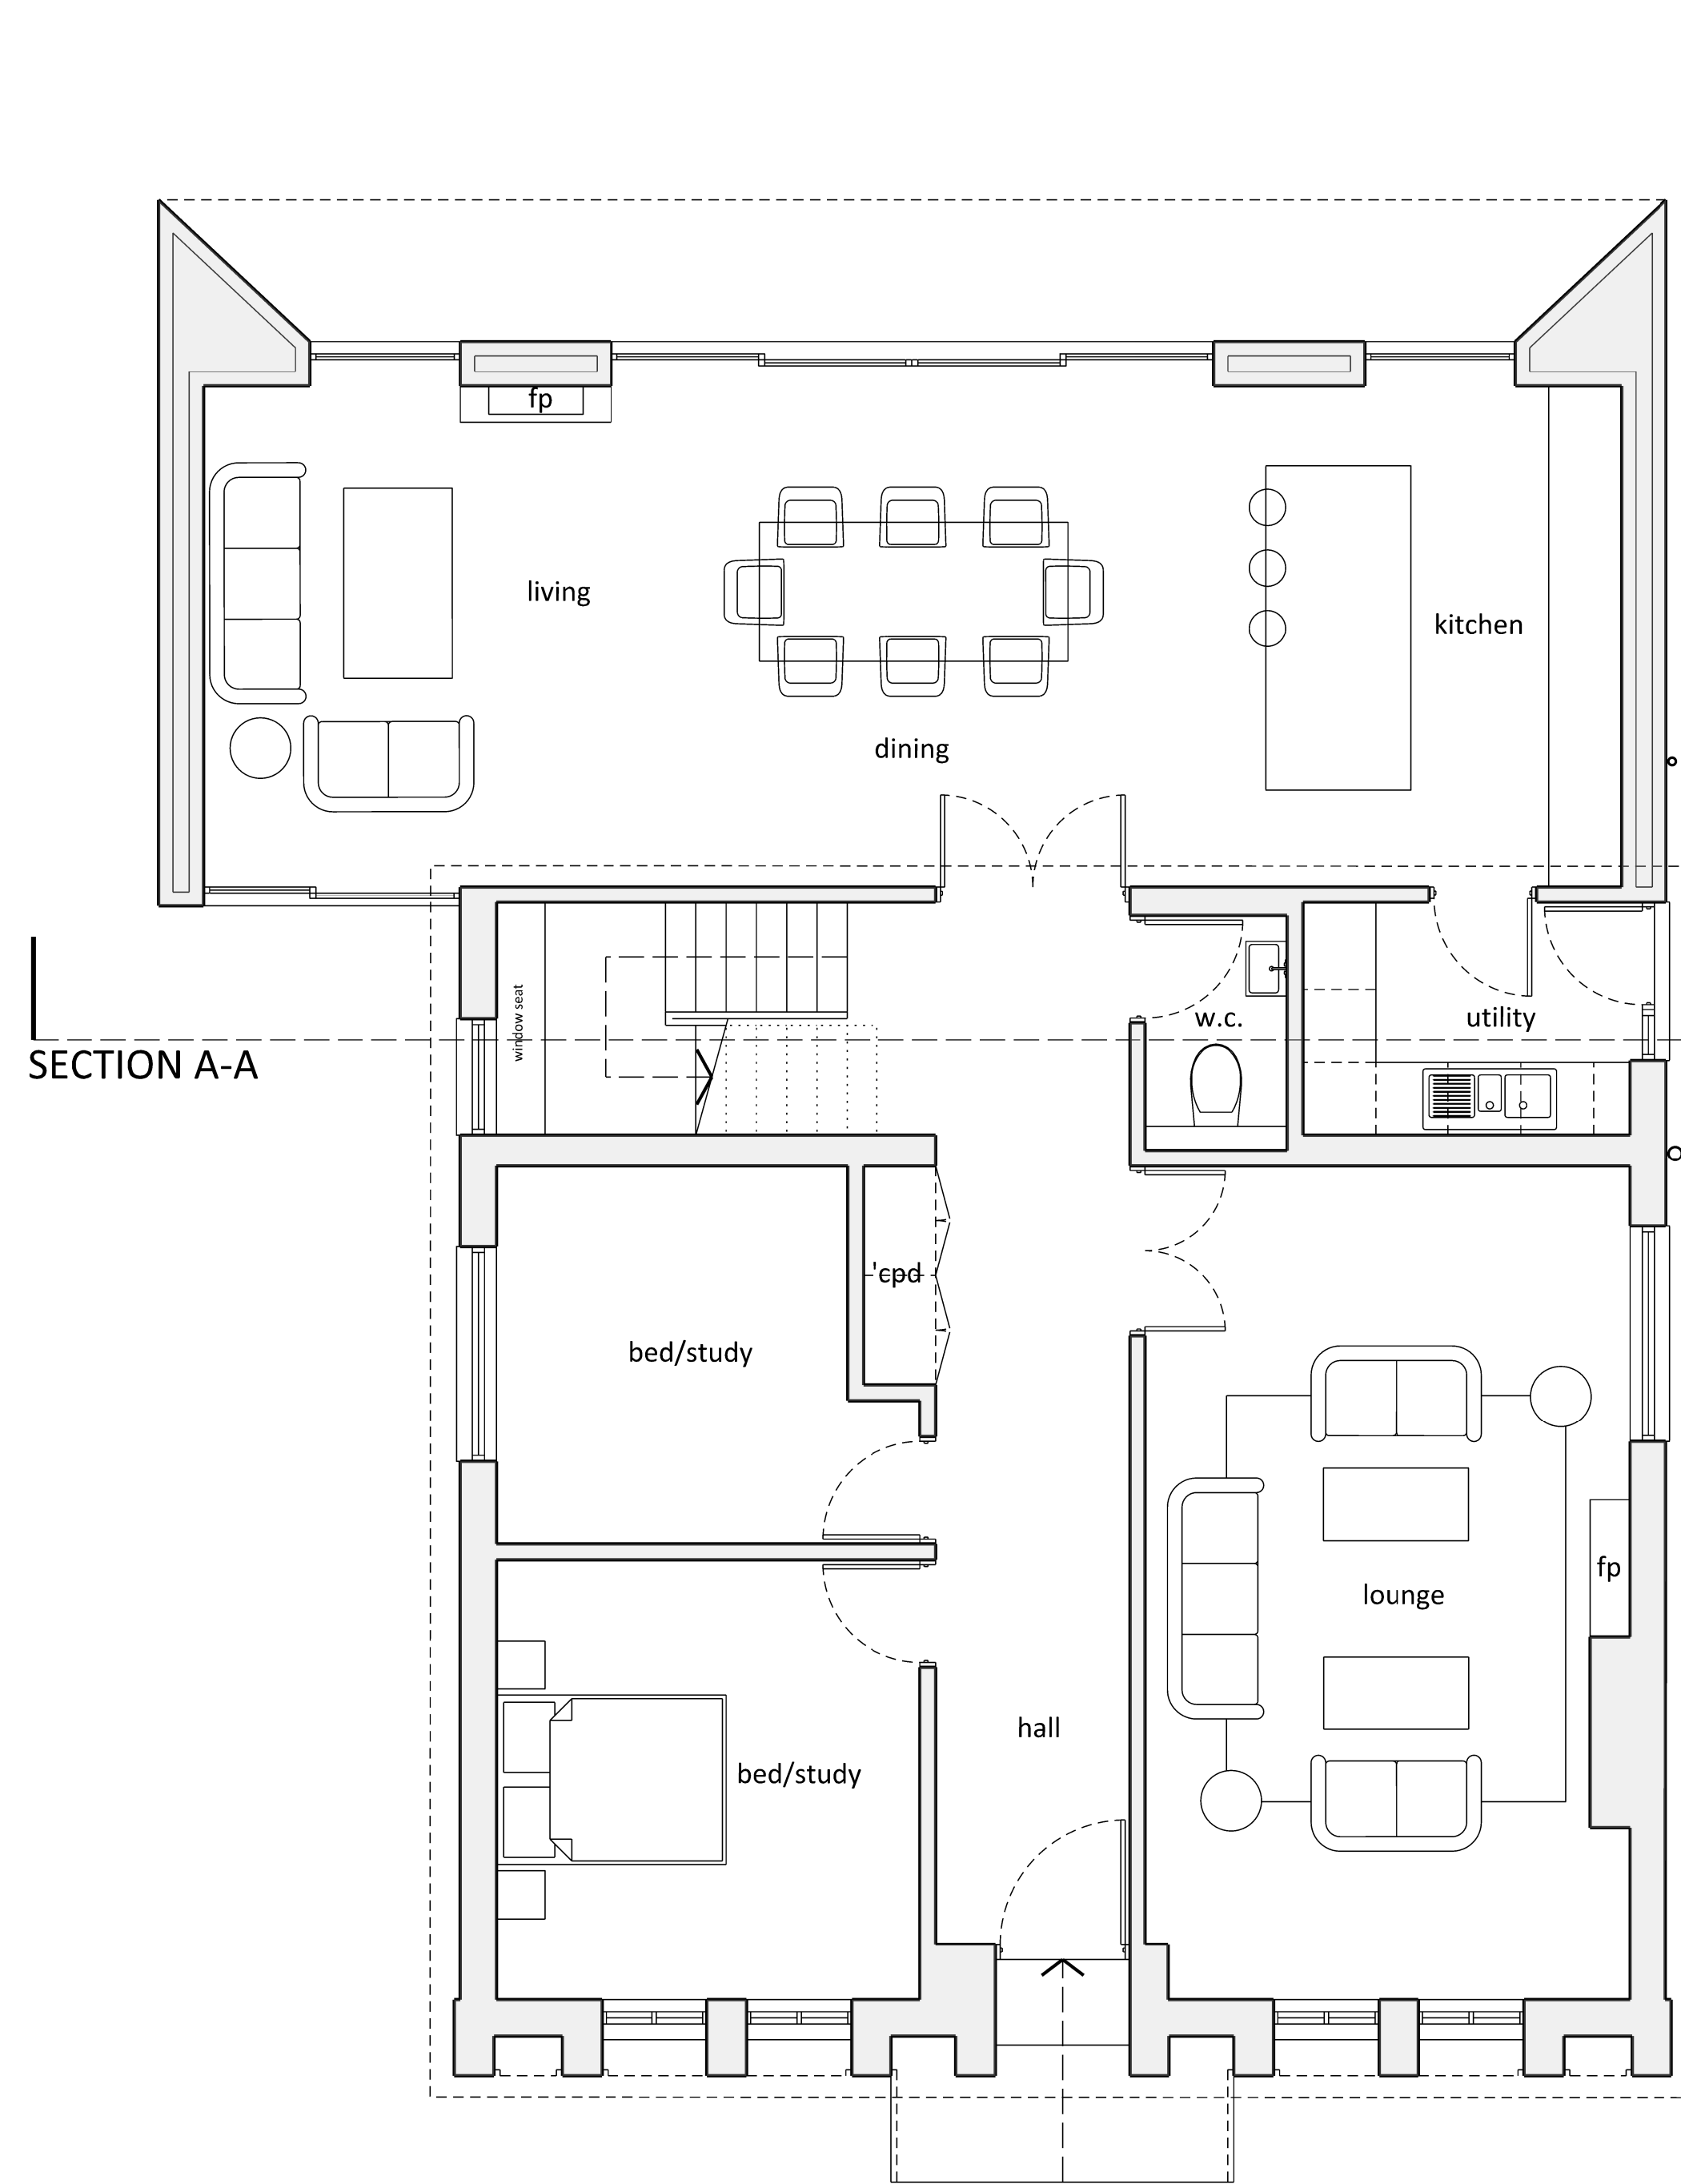 fp
living
kitchen
dining
window seat
w.c.
utility
SECTION A-A
'cpd
bed/study
fp
lounge
hall
bed/study